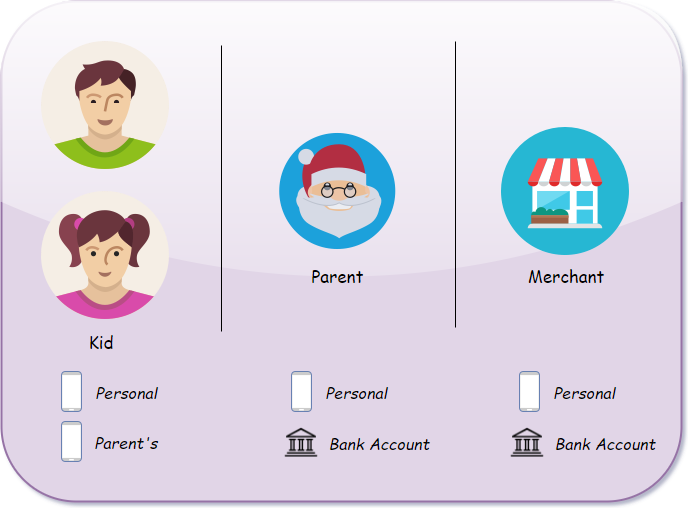 Parent
Merchant
Kid
Personal
Personal
Personal
Parent's
Bank Account
Bank Account